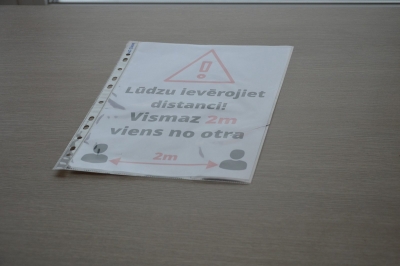 !
Lūdzu ievērojiet
distanci!
Vismaz 2m
viens no otra
2m